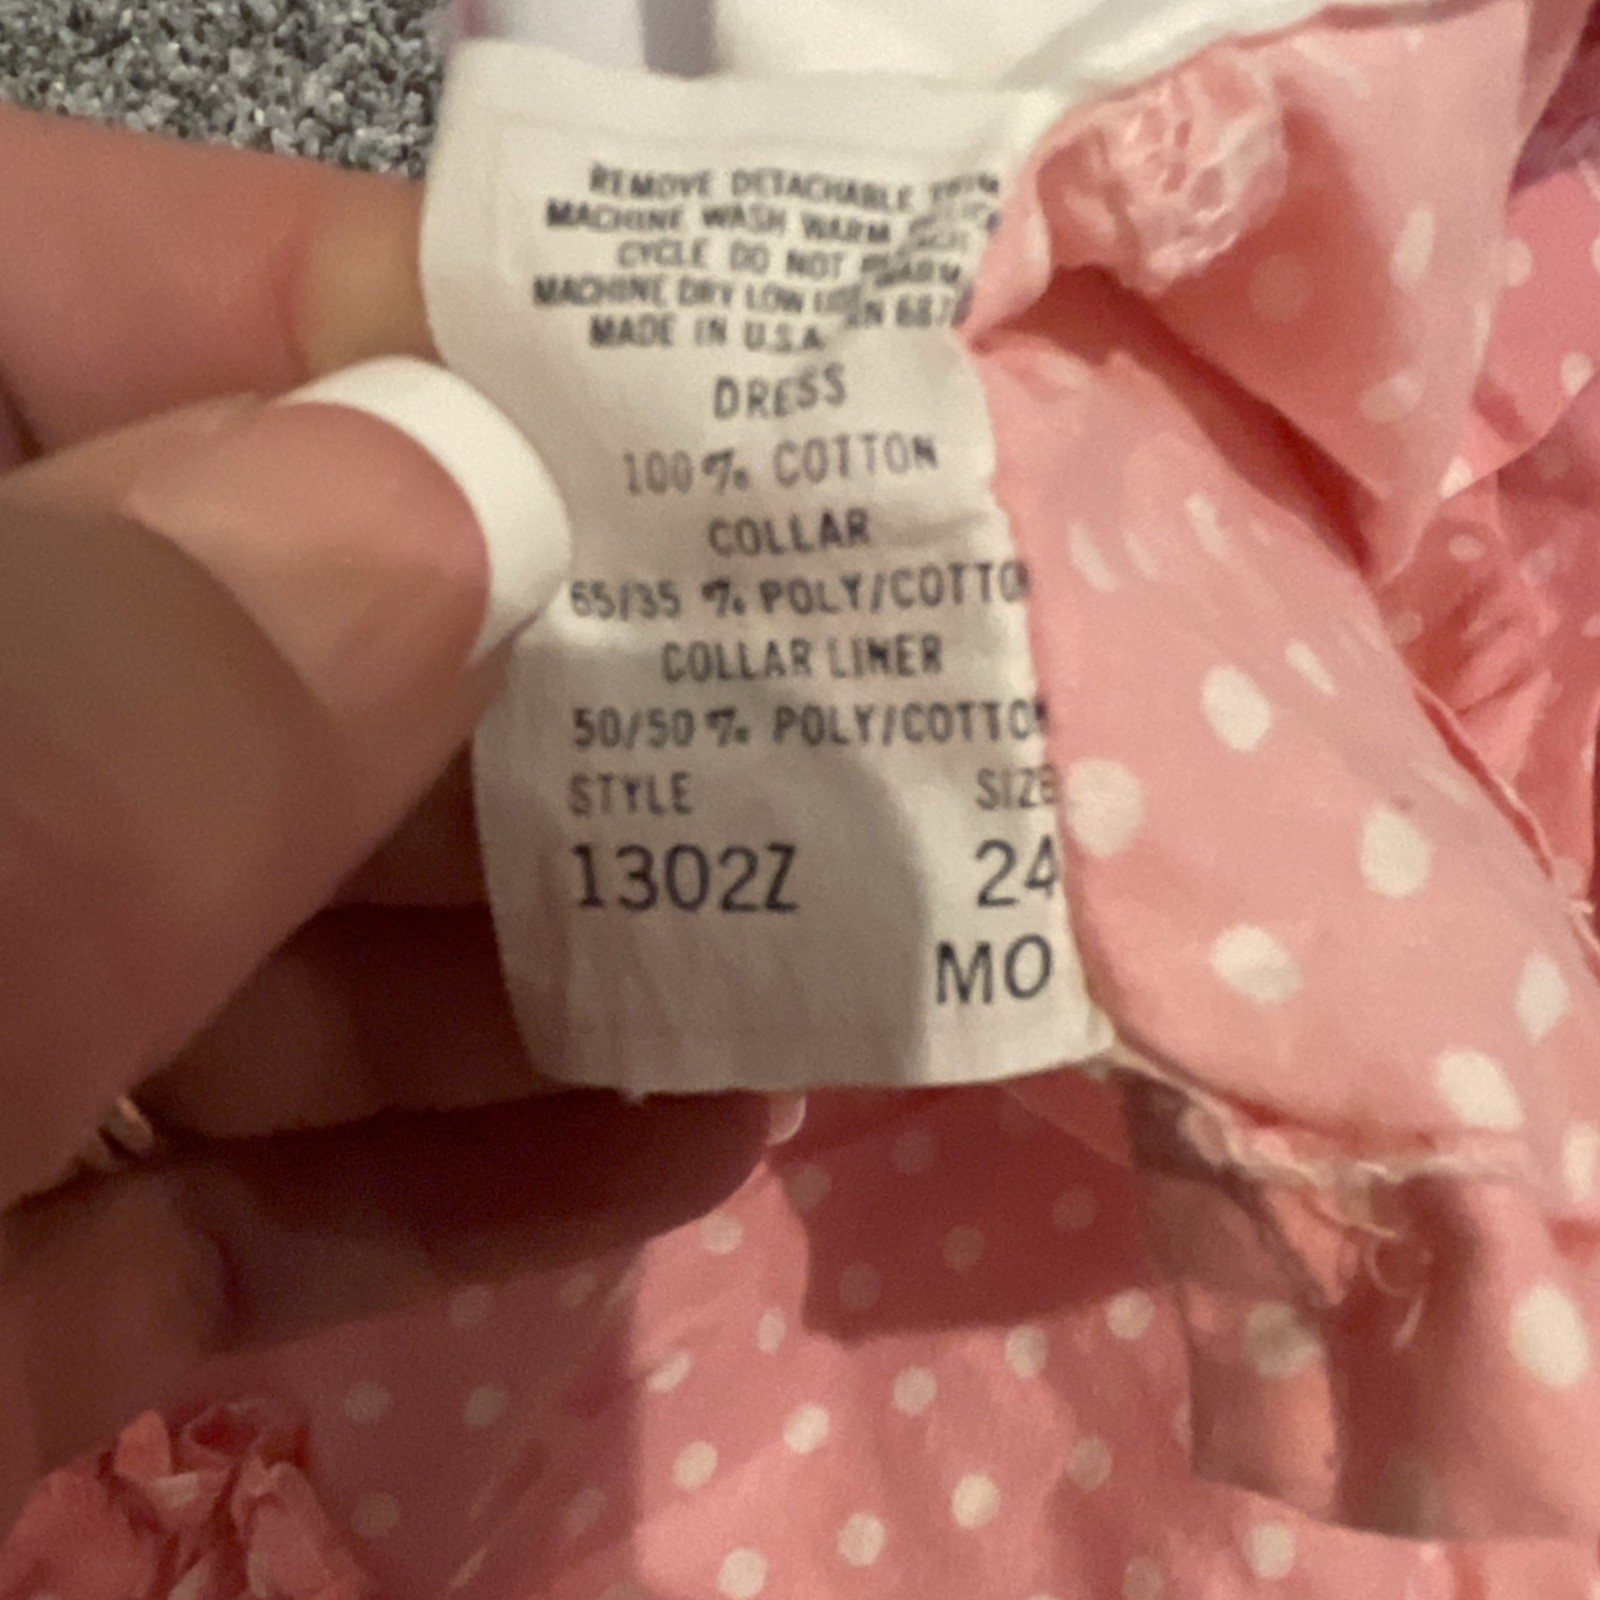 REMOVE DETACHABLE TRIM
MACHINE WASH WARM
CYCLE DO NOT
MACHINE DRY LOW
MADE IN U.S.A.
DRESS
100% COTTON
COLLAR
65/35 % POLY/COTTON
COLLAR LINER
50/50 % POLY/COTTON
STYLE SIZE
1302Z 24
MO